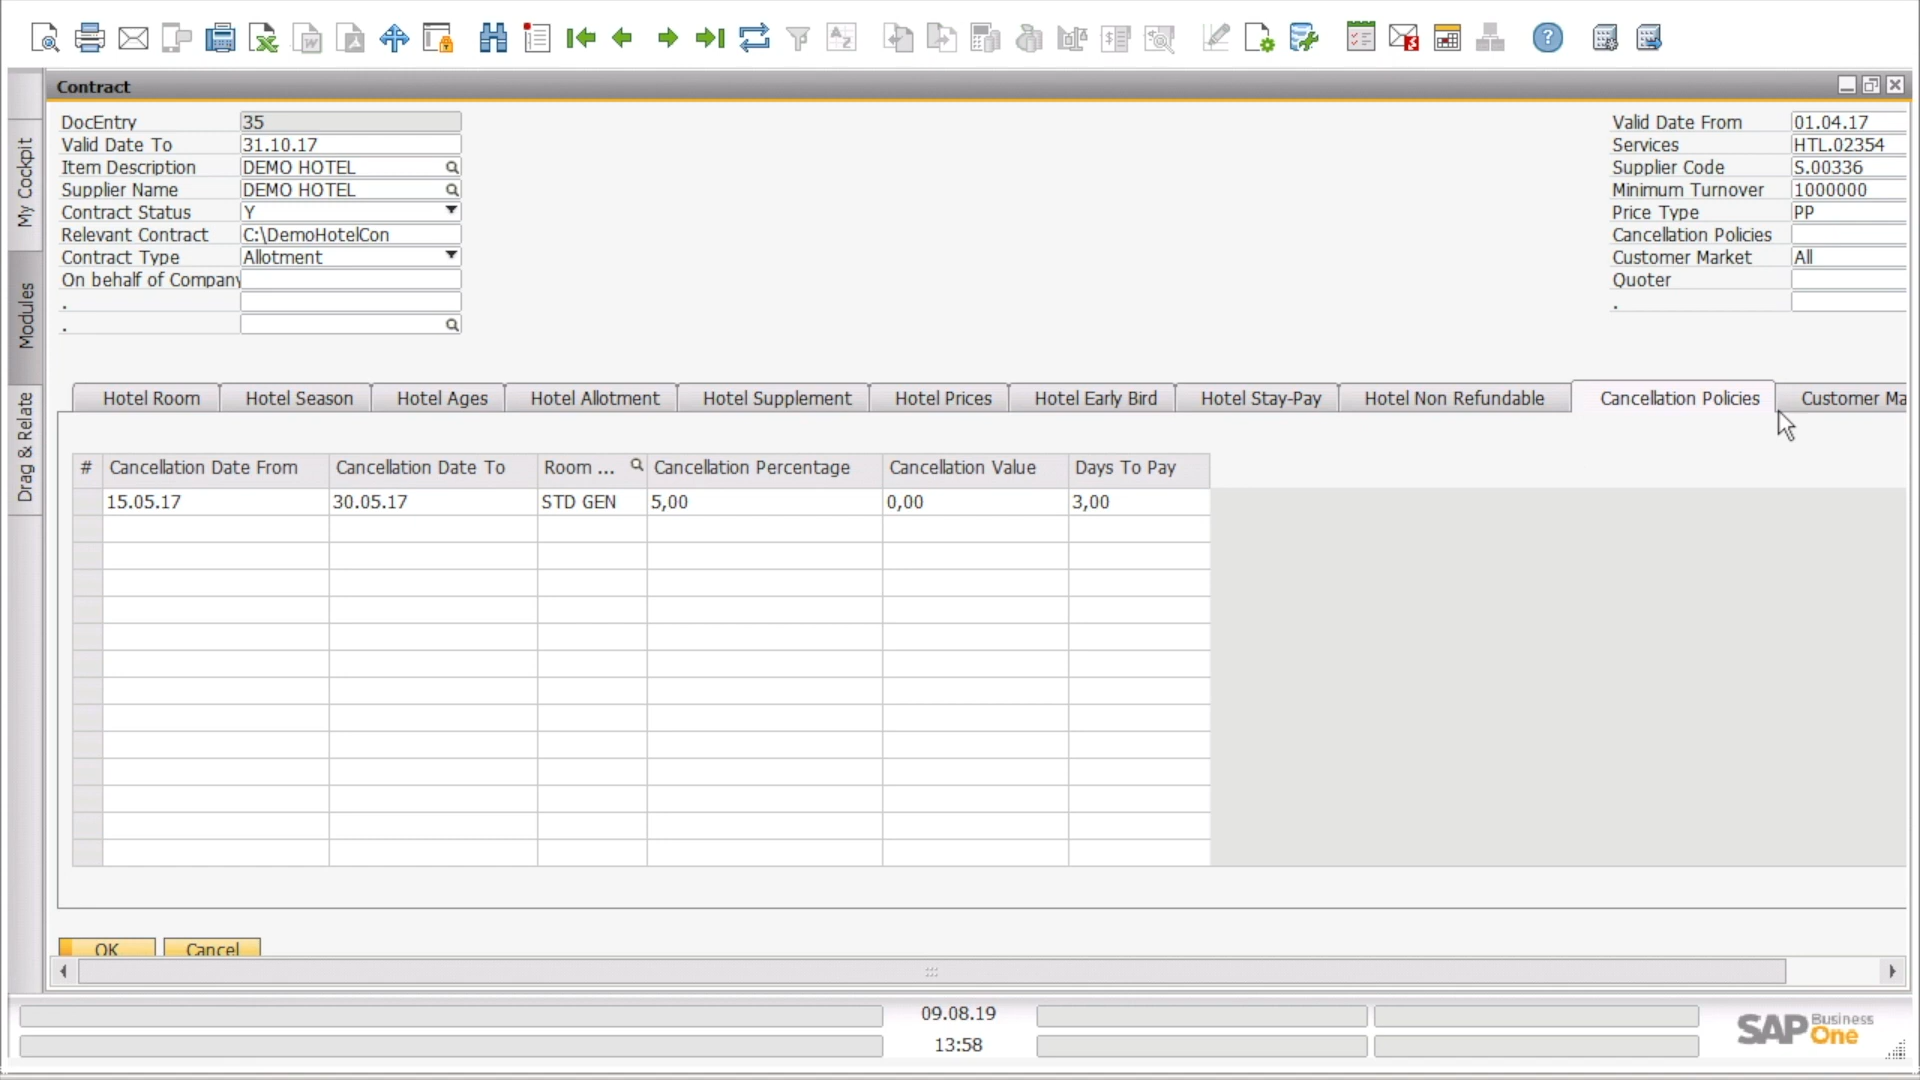 Contract
DocEntry 35
Valid Date To 31.10.17
Item Description DEMO HOTEL
Supplier Name DEMO HOTEL
Contract Status Y
Relevant Contract C:\DemoHotelCon
Contract Type Allotment
On behalf of Company
.
.
Valid Date From 01.04.17
Services HTL.02354
Supplier Code S.00336
Minimum Turnover 1000000
Price Type PP
Cancellation Policies
Customer Market All
Quoter
.
My Cockpit
Modules
Drag & Relate
Hotel Room Hotel Season Hotel Ages Hotel Allotment Hotel Supplement Hotel Prices Hotel Early Bird Hotel Stay-Pay Hotel Non Refundable Cancellation Policies Customer Ma
# Cancellation Date From Cancellation Date To Room ... Cancellation Percentage Cancellation Value Days To Pay
15.05.17 30.05.17 STD GEN 5,00 0,00 3,00
OK Cancel
09.08.19
13:58
SAP Business One